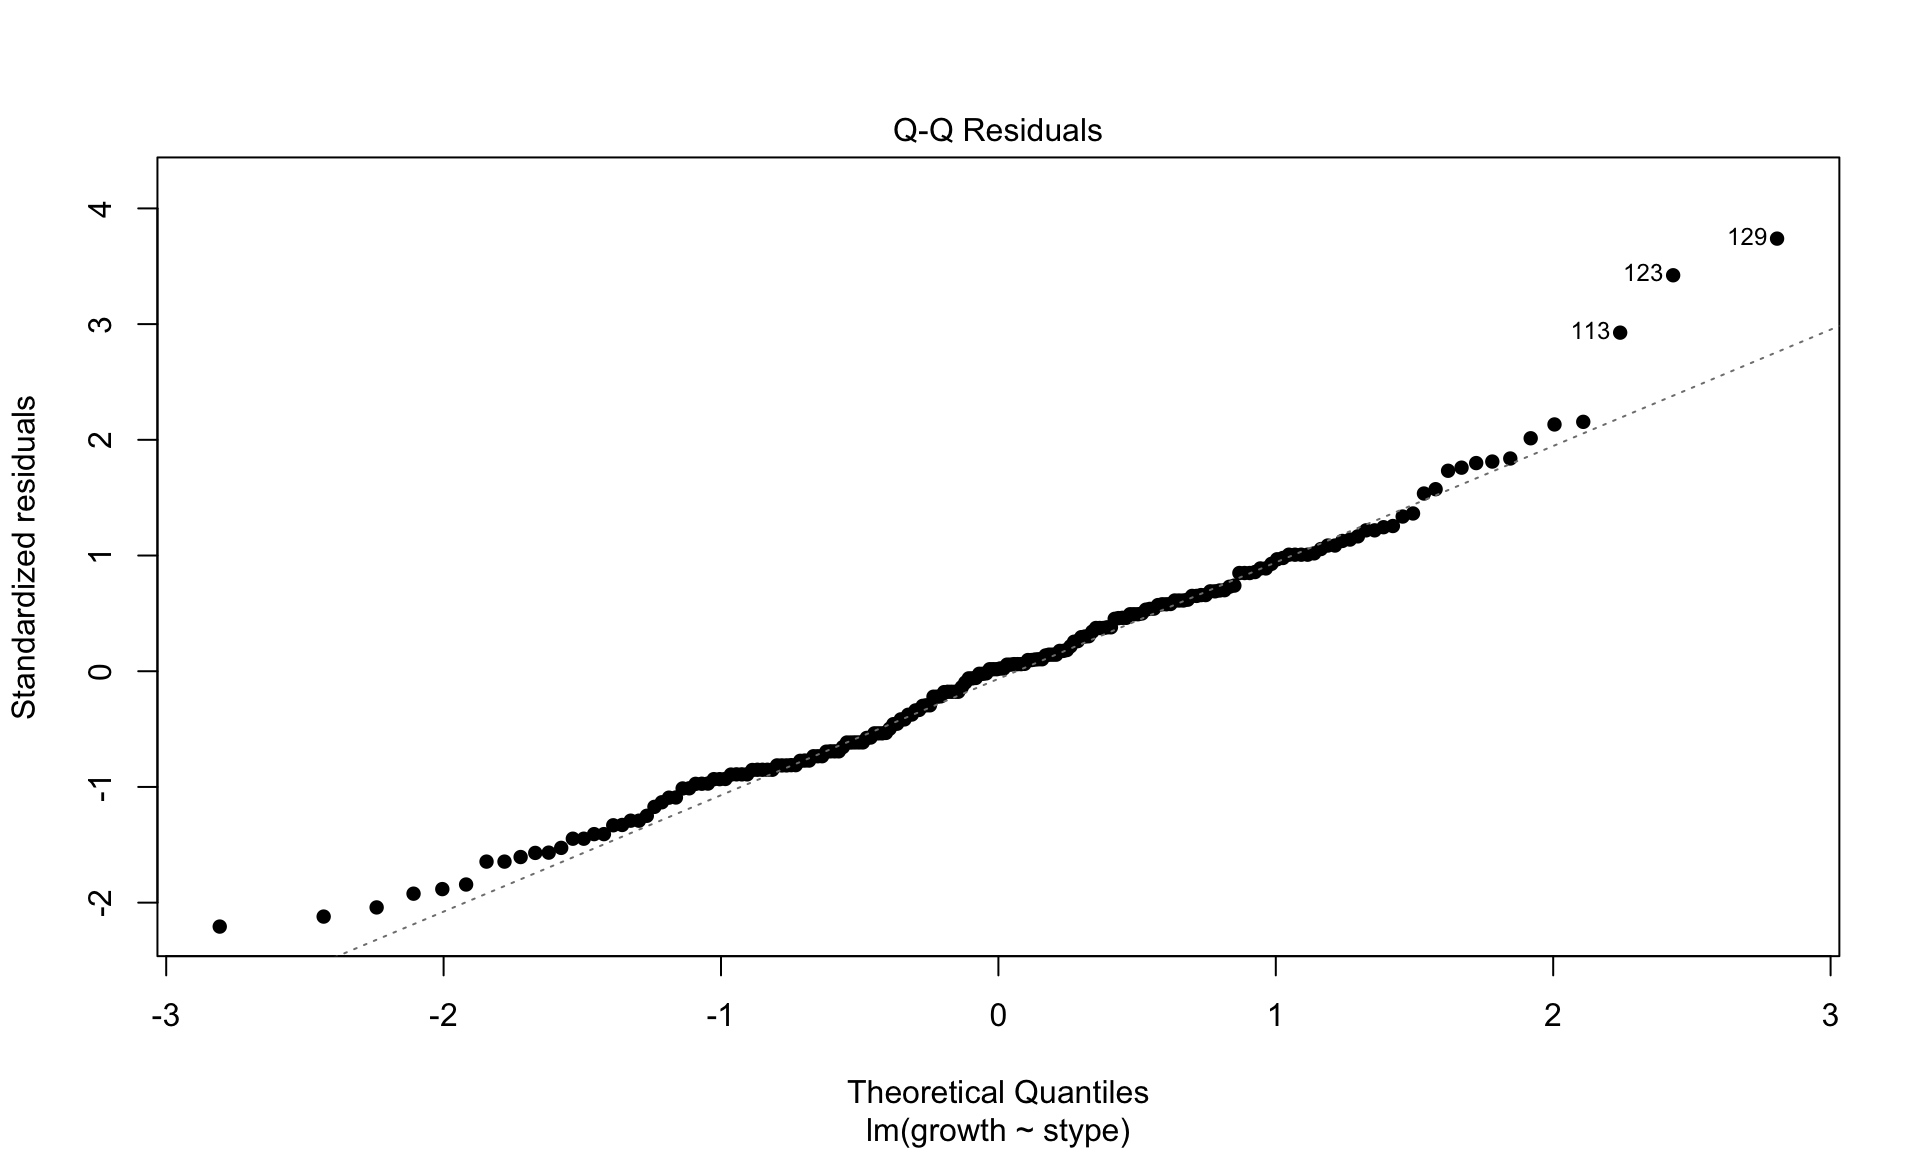 Q-Q Residuals
4
3
2
1
0
-1
-2
Standardized residuals
129
123
113
-3 -2 -1 0 1 2 3
Theoretical Quantiles
lm(growth ~ stype)